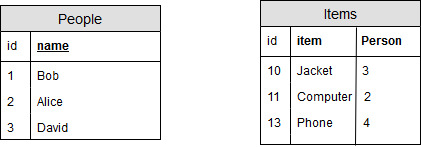 People
id name
1 Bob
2 Alice
3 David
Items
id item Person
10 Jacket 3
11 Computer 2
13 Phone 4